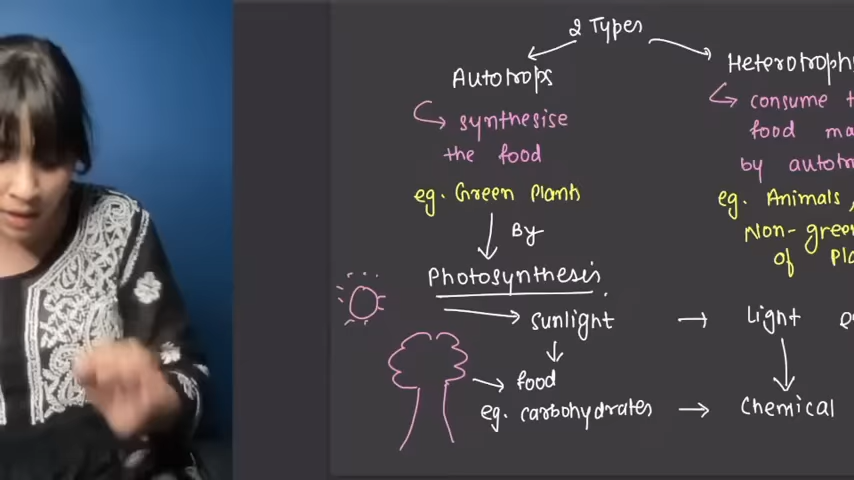 2 Types
Autotrops
synthesise
the food
eg. Green Plants
By
Photosynthesis
sunlight → Light
food
eg. carbohydrates → Chemical
Heterotroph
consume
food
by
eg. Animals,
Non-green
of